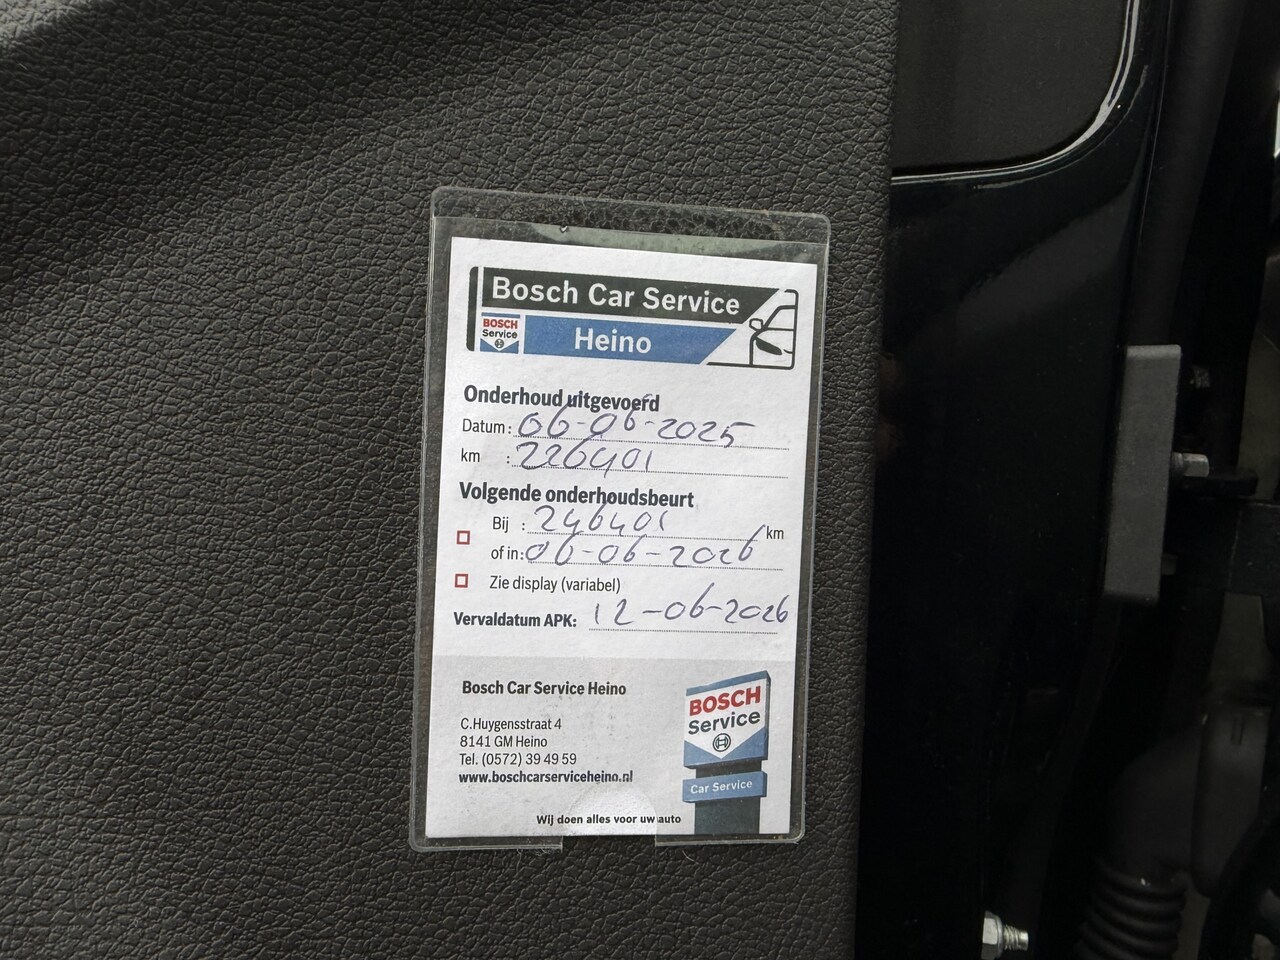 Bosch Car Service
BOSCH
Service
Heino
Onderhoud uitgevoerd
Datum: 06-06-2025
km : 226401
Volgende onderhoudsbeurt
Bij : 246401 km
of in: 06-06-2026
Zie display (variabel)
Vervaldatum APK: 12-06-2026
Bosch Car Service Heino
C.Huygensstraat 4
8141 GM Heino
Tel. (0572) 39 49 59
www.boschcarserviceheino.nl
BOSCH
Service
Car Service
Wij doen alles voor uw auto